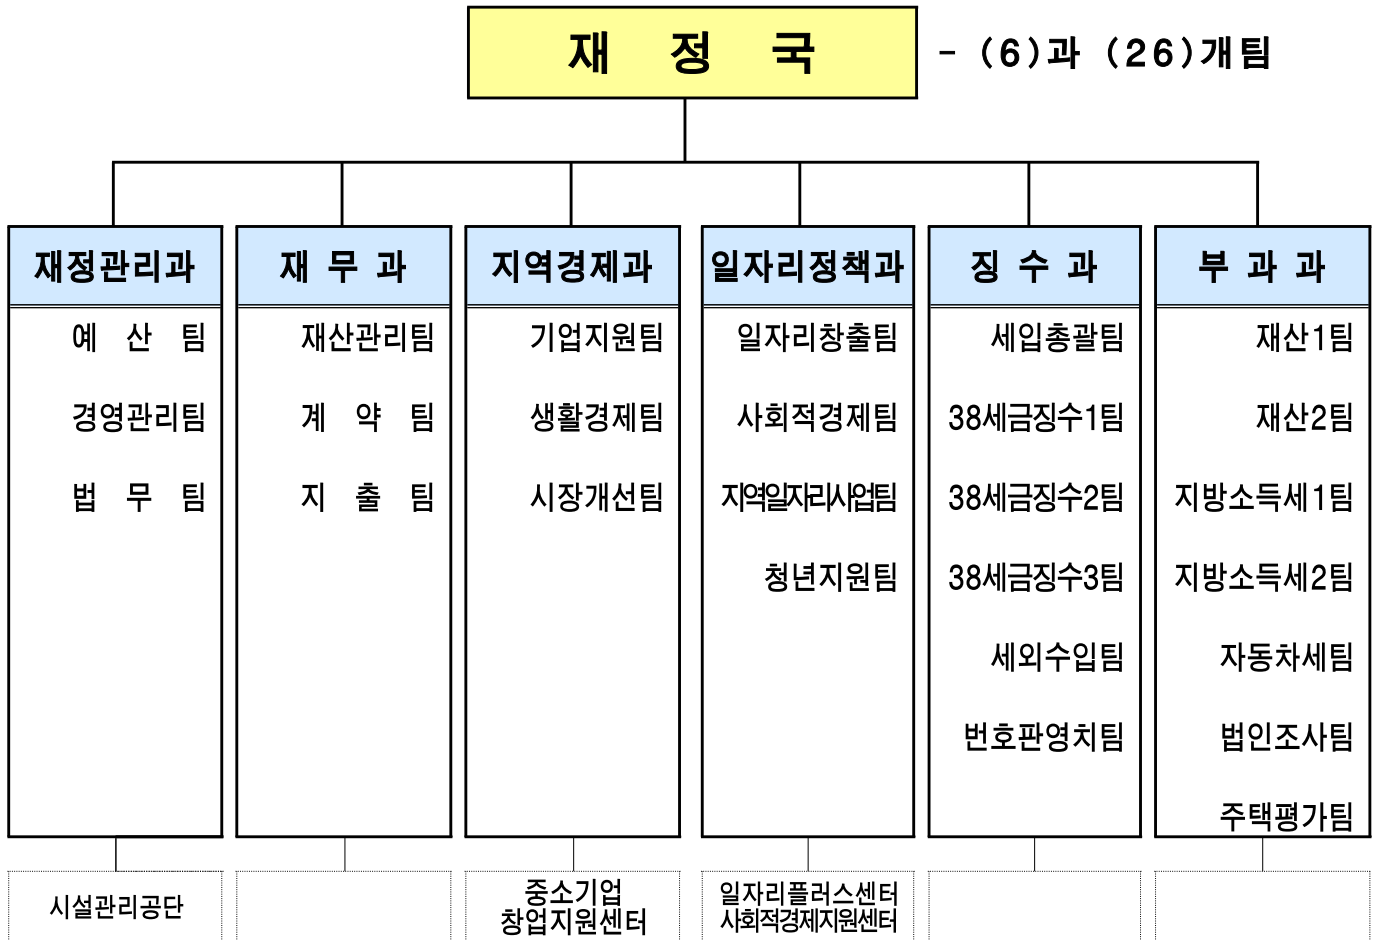 재 정 국 - (6)과 (26)개팀
재정관리과
예 산 팀
경영관리팀
법 무 팀
시설관리공단
재 무 과
재산관리팀
계 약 팀
지 출 팀
지역경제과
기업지원팀
생활경제팀
시장개선팀
중소기업
창업지원센터
일자리정책과
일자리창출팀
사회적경제팀
지역일자리사업팀
청년지원팀
일자리플러스센터
사회적경제지원센터
징 수 과
세입총괄팀
38세금징수1팀
38세금징수2팀
38세금징수3팀
세외수입팀
번호판영치팀
부 과 과
재산1팀
재산2팀
지방소득세1팀
지방소득세2팀
자동차세팀
법인조사팀
주택평가팀